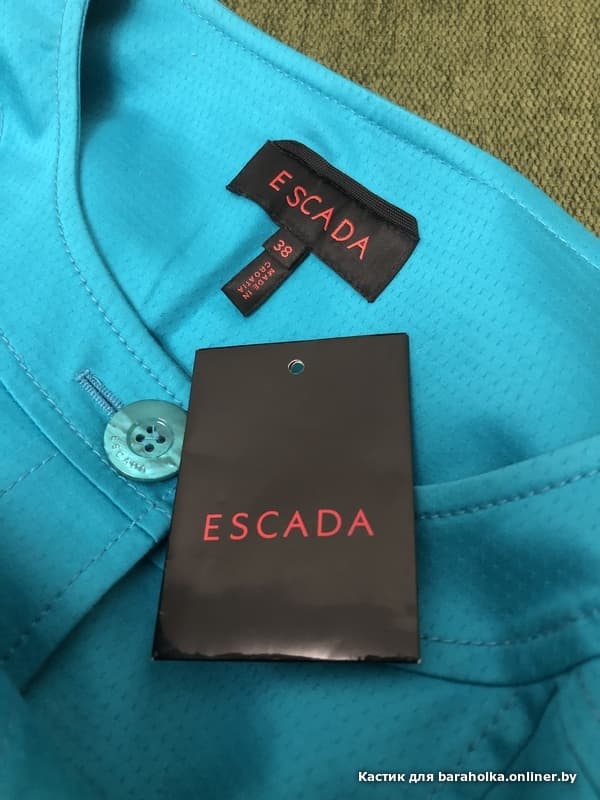 ESCADA
38
MADE IN
CROATIA
ESCADA
ESCADA
Кастик для baraholka.onliner.by